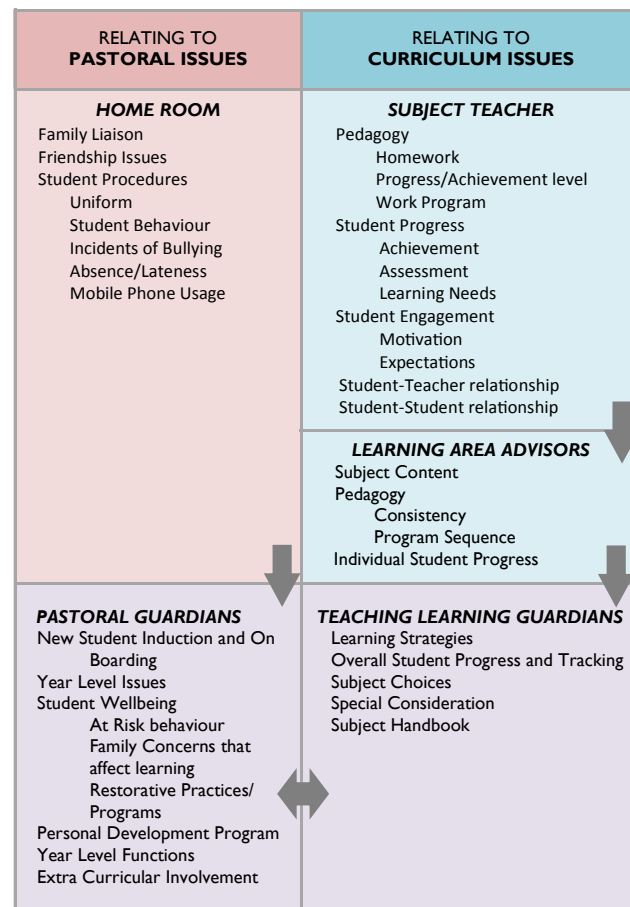 RELATING TO
PASTORAL ISSUES
RELATING TO
CURRICULUM ISSUES
HOME ROOM
Family Liaison
Friendship Issues
Student Procedures
Uniform
Student Behaviour
Incidents of Bullying
Absence/Lateness
Mobile Phone Usage
SUBJECT TEACHER
Pedagogy
Homework
Progress/Achievement level
Work Program
Student Progress
Achievement
Assessment
Learning Needs
Student Engagement
Motivation
Expectations
Student-Teacher relationship
Student-Student relationship
LEARNING AREA ADVISORS
Subject Content
Pedagogy
Consistency
Program Sequence
Individual Student Progress
PASTORAL GUARDIANS
New Student Induction and On
Boarding
Year Level Issues
Student Wellbeing
At Risk behaviour
Family Concerns that
affect learning
Restorative Practices/
Programs
Personal Development Program
Year Level Functions
Extra Curricular Involvement
TEACHING LEARNING GUARDIANS
Learning Strategies
Overall Student Progress and Tracking
Subject Choices
Special Consideration
Subject Handbook